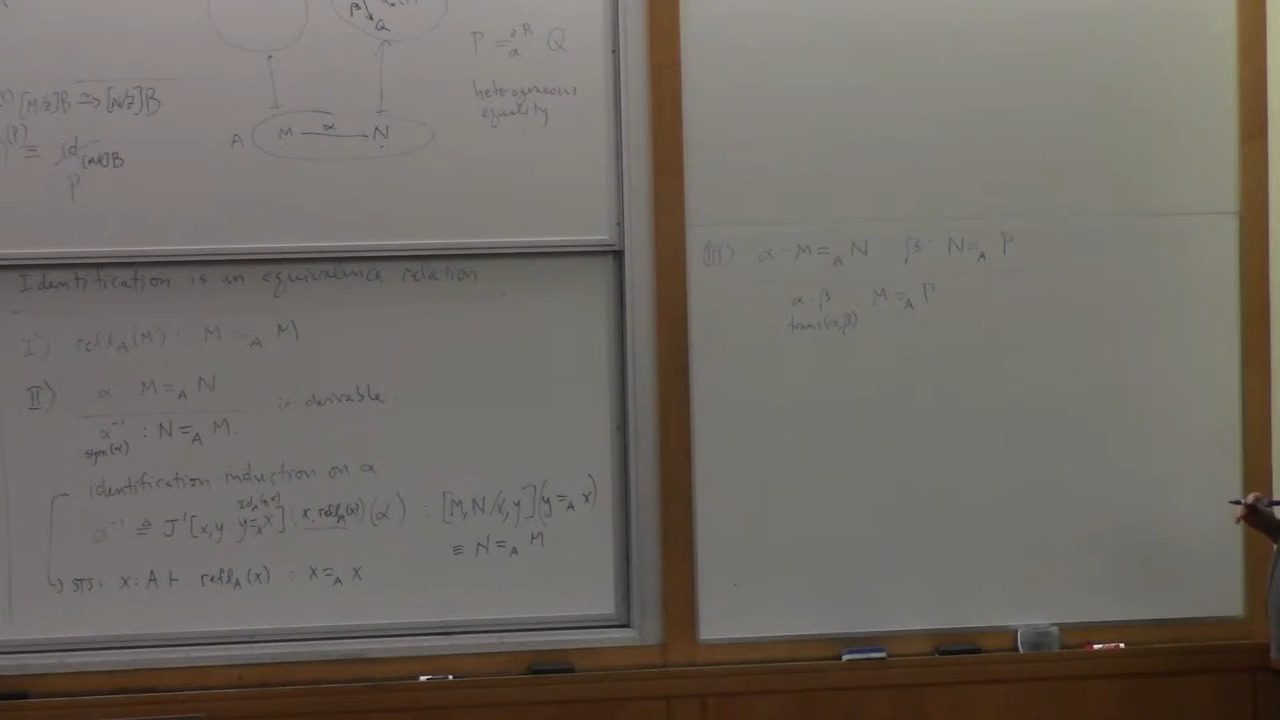 [M/z]B ⇒ [N/z]B
≡ id [M/z]B
P
β Q
A M —α→ N
P =α^z.B Q
heterogeneous
equality
Identification is an equivalence relation
I) refl_A(M) : M =_A M
II) α M =_A N
α⁻¹ : N =_A M.
sym(α)
is derivable.
identification induction on α
α⁻¹ ≜ J'[x,y y =_A x](x. refl_A(x))(α) : [M,N/x,y](y =_A x)
≡ N =_A M
↳ STS: x:A ⊢ refl_A(x) : x =_A x
III) α : M =_A N β : N =_A P
α · β : M =_A P
trans(α,β)